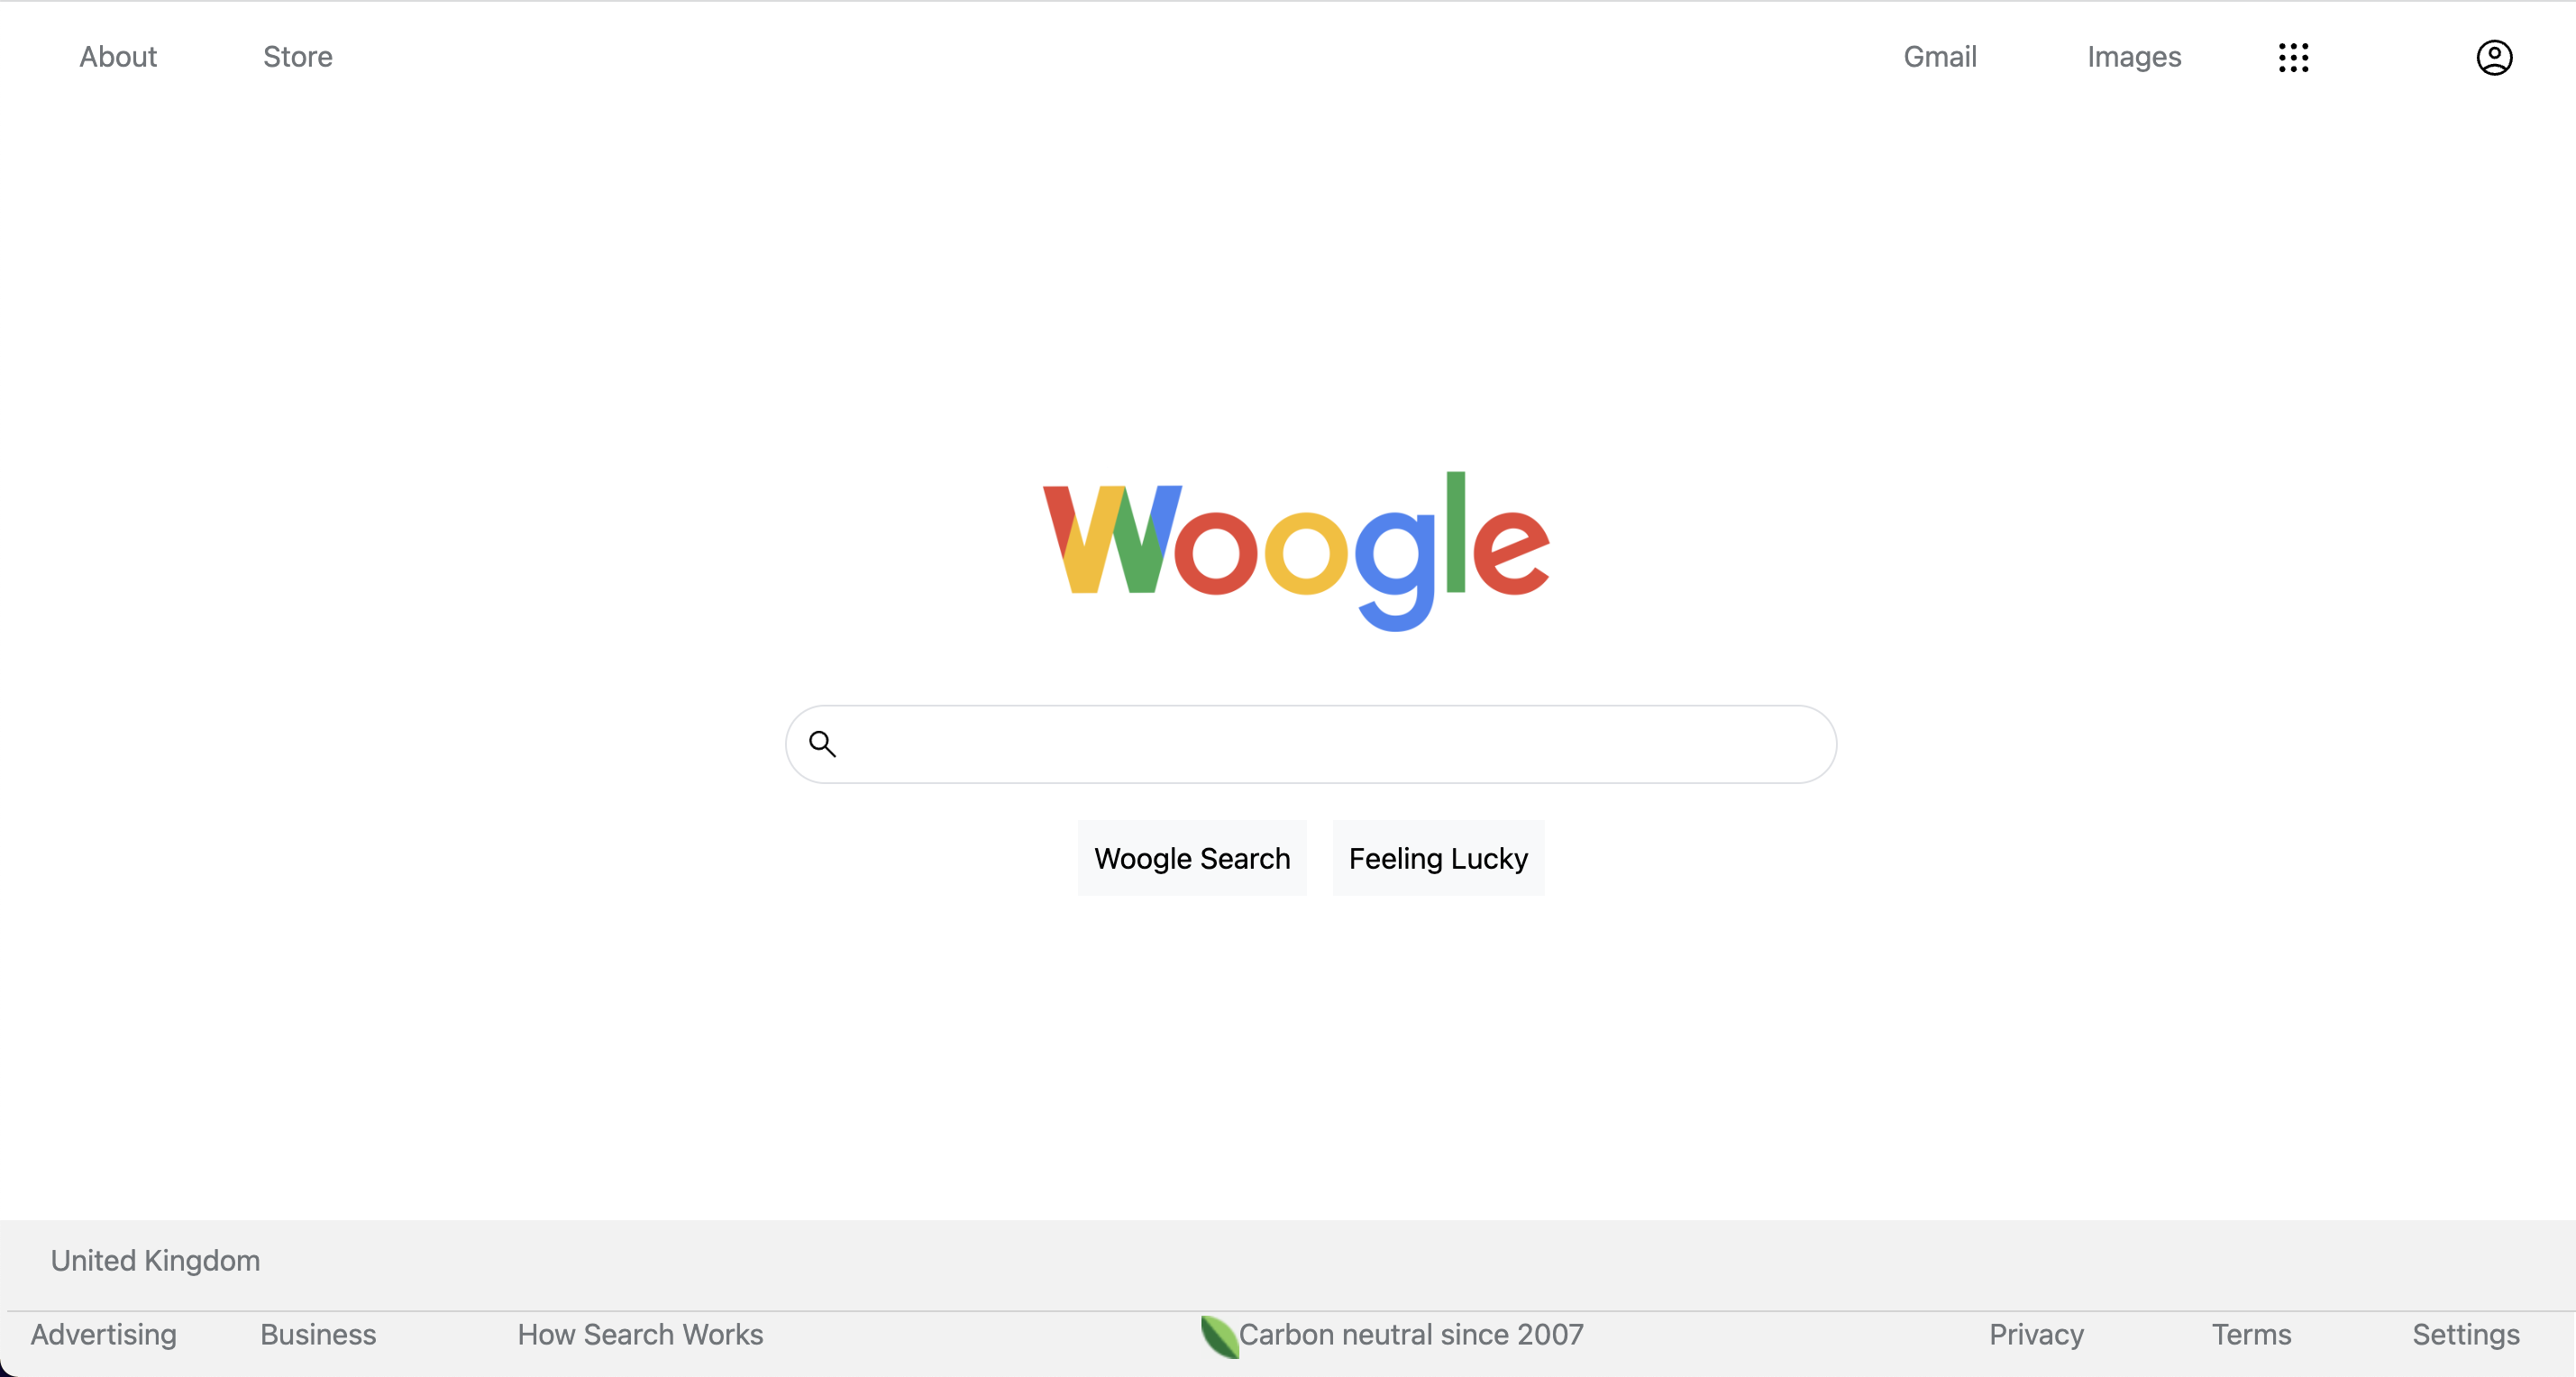 About Store Gmail Images
Woogle
Woogle Search Feeling Lucky
United Kingdom
Advertising Business How Search Works Carbon neutral since 2007 Privacy Terms Settings